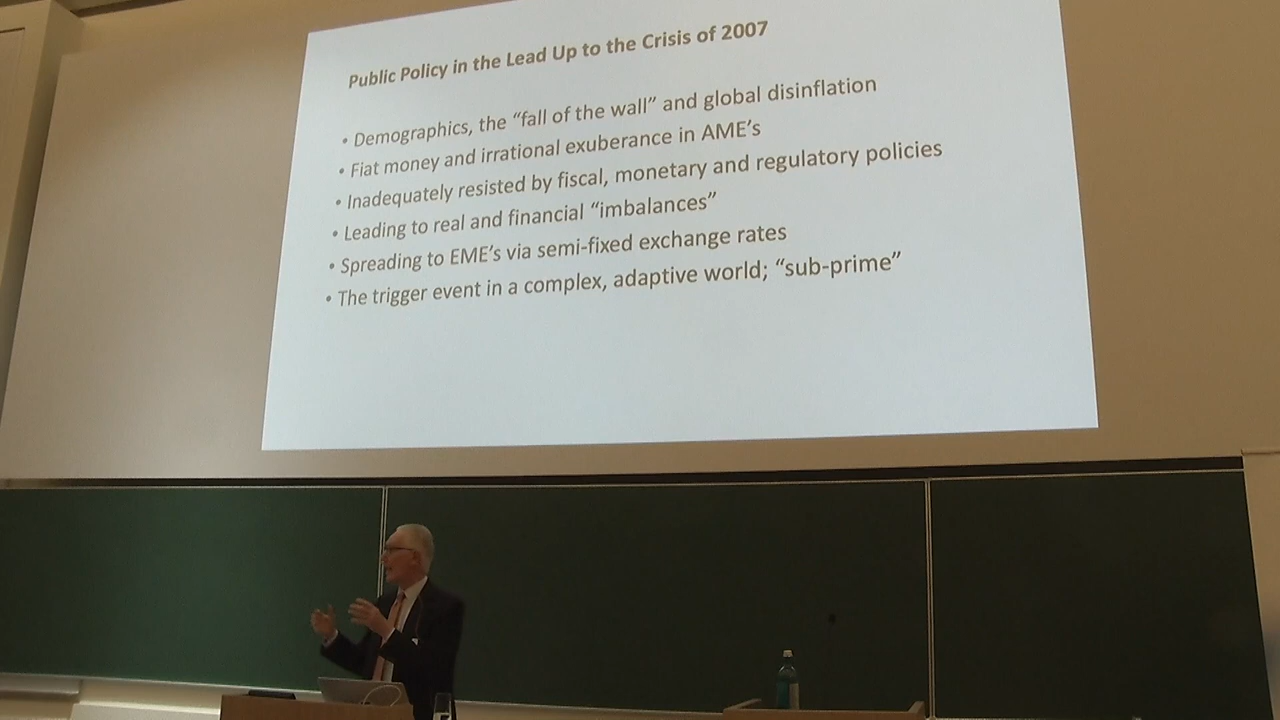 Public Policy in the Lead Up to the Crisis of 2007
• Demographics, the “fall of the wall” and global disinflation
• Fiat money and irrational exuberance in AME’s
• Inadequately resisted by fiscal, monetary and regulatory policies
• Leading to real and financial “imbalances”
• Spreading to EME’s via semi-fixed exchange rates
• The trigger event in a complex, adaptive world; “sub-prime”